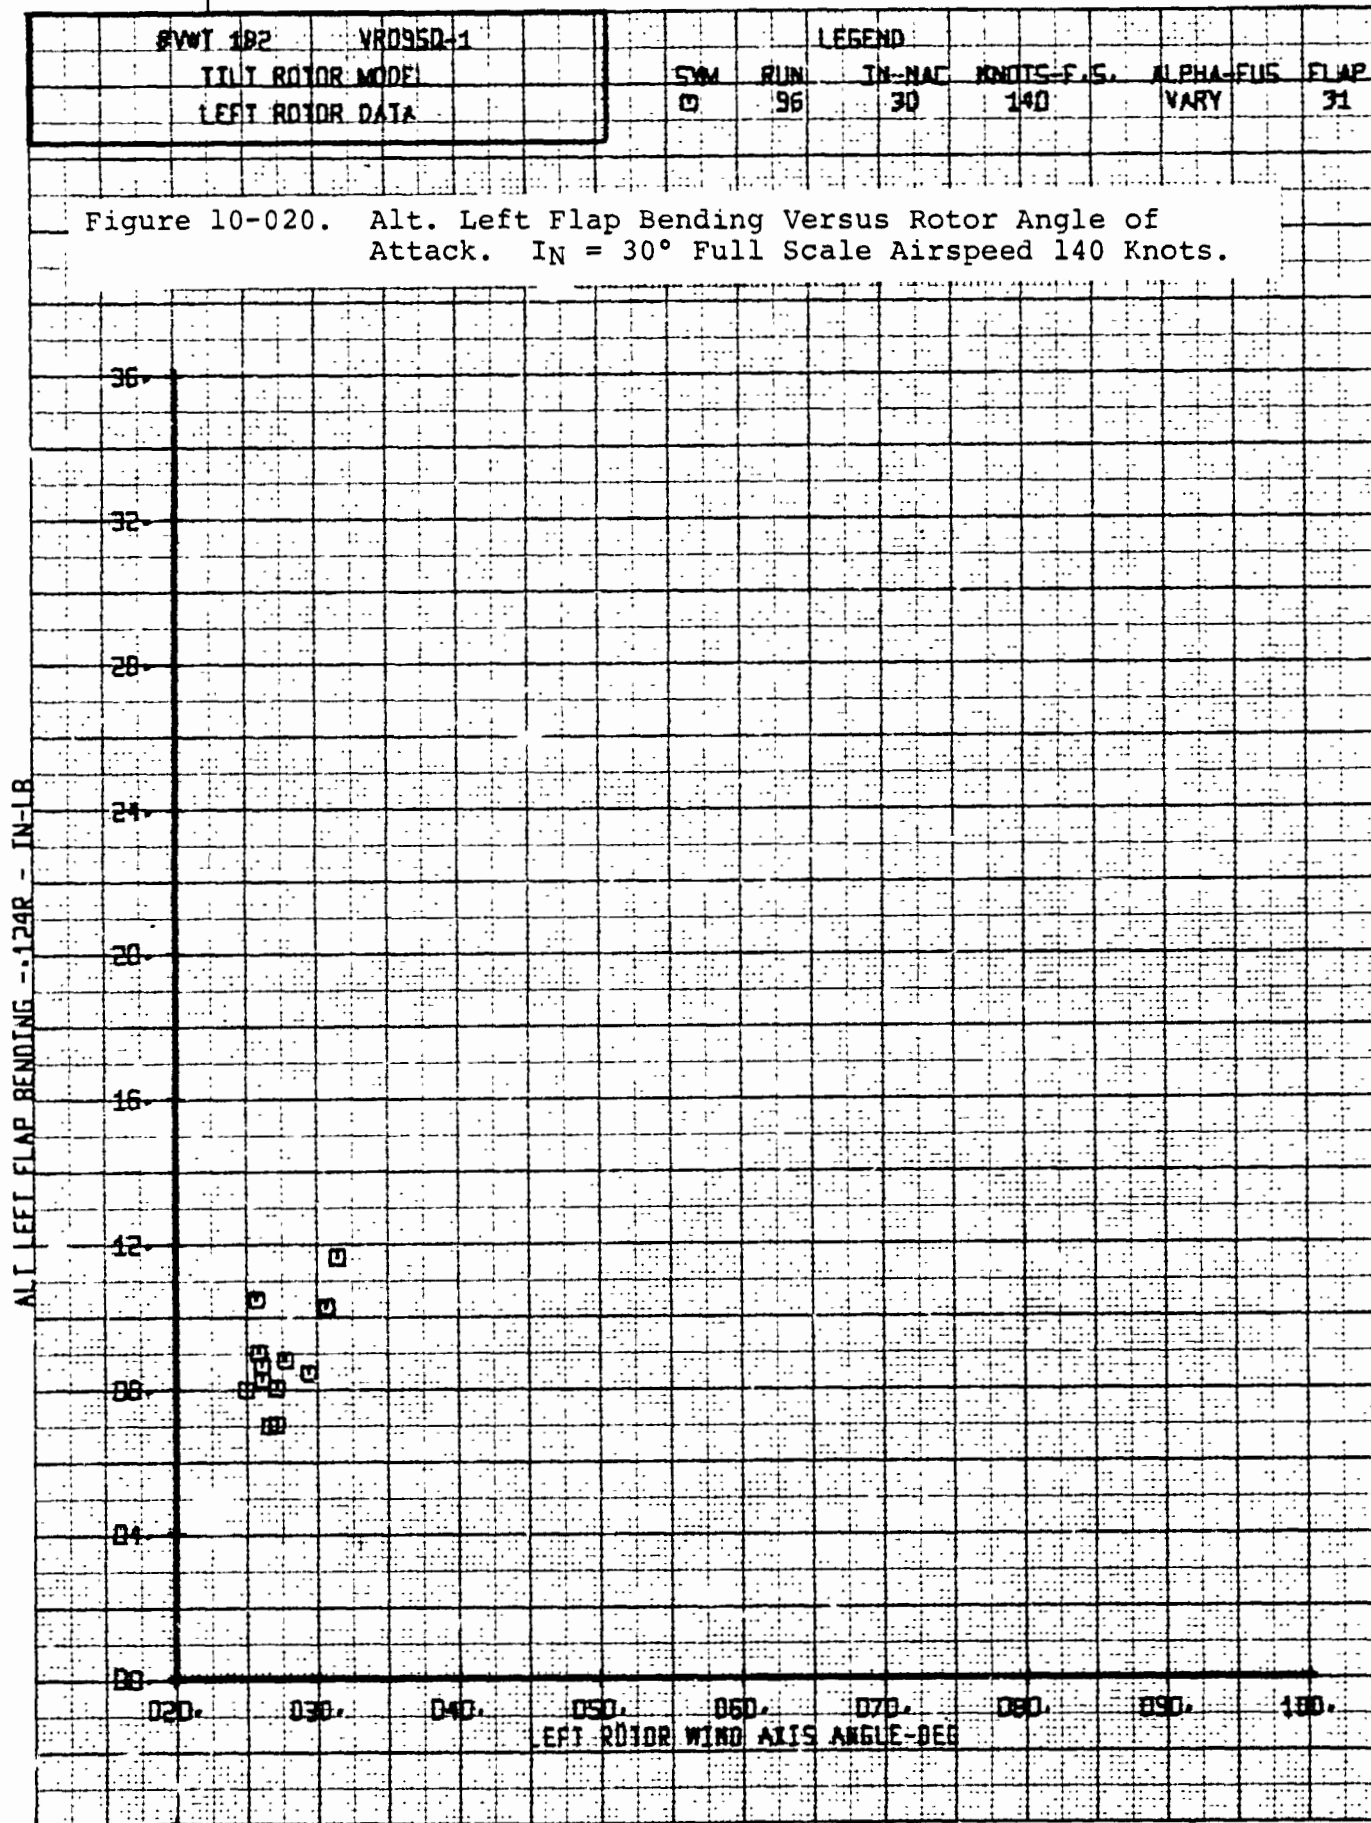 BVWT 182 VR095Q-1
TILT ROTOR MODEL
LEFT ROTOR DATA
LEGEND
SYM RUN IN-NAC KNOTS-F.S. ALPHA-FUS FLAP
96 30 140 VARY 31
Figure 10-020. Alt. Left Flap Bending Versus Rotor Angle of
Attack. IN = 30° Full Scale Airspeed 140 Knots.
36.
32.
28.
24.
20.
16.
12.
08.
04.
00.
ALT LEFT FLAP BENDING -.124R - IN-LB
020. 030. 040. 050. 060. 070. 080. 090. 100.
LEFT ROTOR WIND AXIS ANGLE-DEG